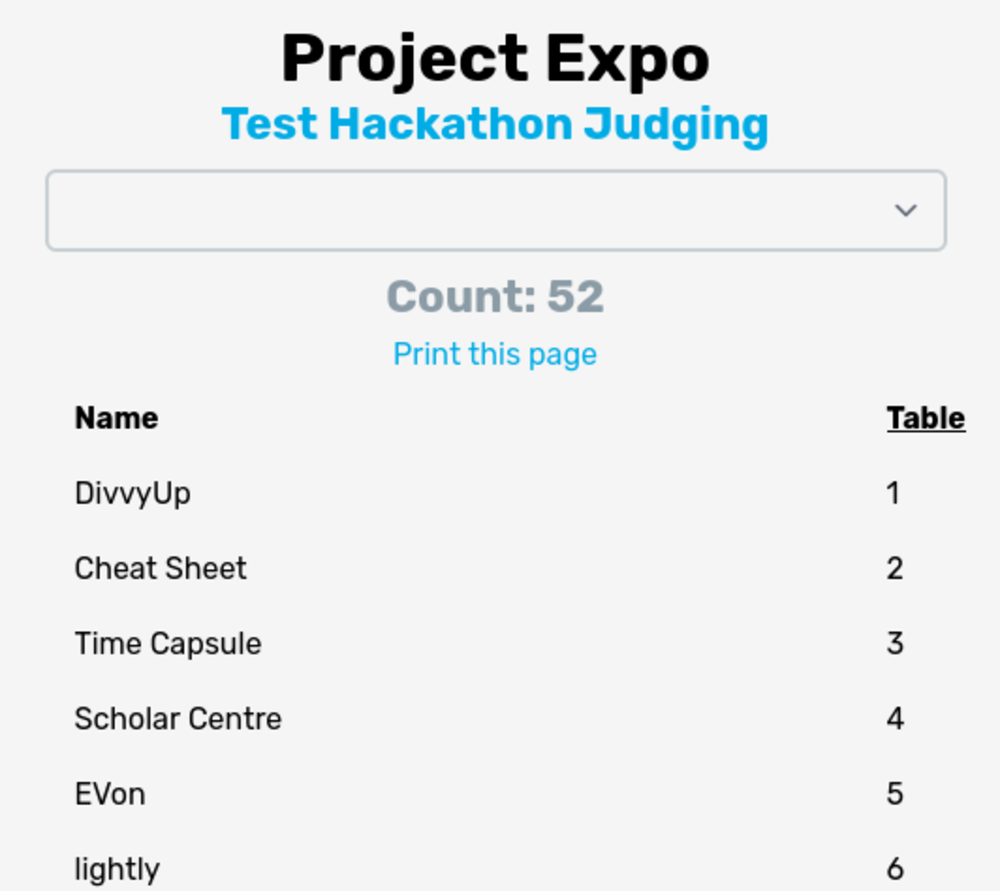 Project Expo
Test Hackathon Judging
Count: 52
Print this page
Name Table
DivvyUp 1
Cheat Sheet 2
Time Capsule 3
Scholar Centre 4
EVon 5
lightly 6